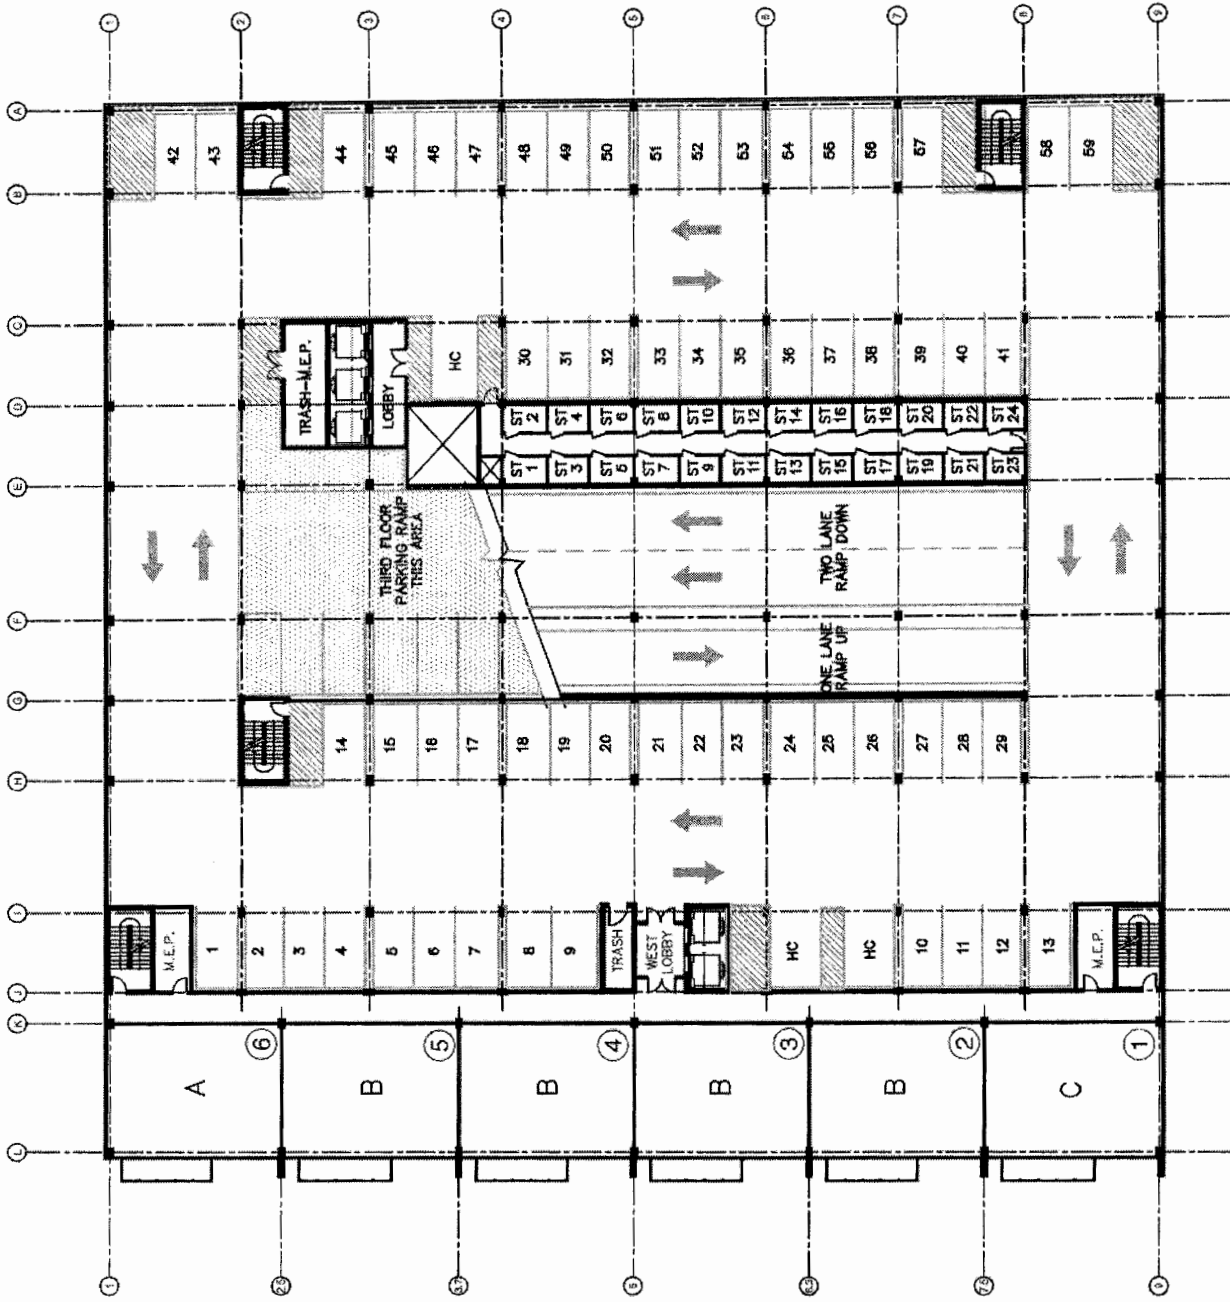 1
2
3
4
5
6
7
8
9
A
B
C
D
E
F
G
H
I
J
K
L
42
43
44
45
46
47
48
49
50
51
52
53
54
55
56
57
58
59
TRASH-M.E.P.
LOBBY
HC
30
31
32
33
34
35
36
37
38
39
40
41
ST 2
ST 4
ST 6
ST 8
ST 10
ST 12
ST 14
ST 16
ST 18
ST 20
ST 22
ST 24
ST 1
ST 3
ST 5
ST 7
ST 9
ST 11
ST 13
ST 15
ST 17
ST 19
ST 21
ST 23
THIRD FLOOR
PARKING RAMP
THIS AREA
TWO LANE
RAMP DOWN
ONE LANE
RAMP UP
14
15
16
17
18
19
20
21
22
23
24
25
26
27
28
29
M.E.P.
1
2
3
4
5
6
7
8
9
TRASH
WEST
LOBBY
HC
HC
10
11
12
13
M.E.P.
A
6
B
5
B
4
B
3
B
2
C
1
1
5
7.5
9